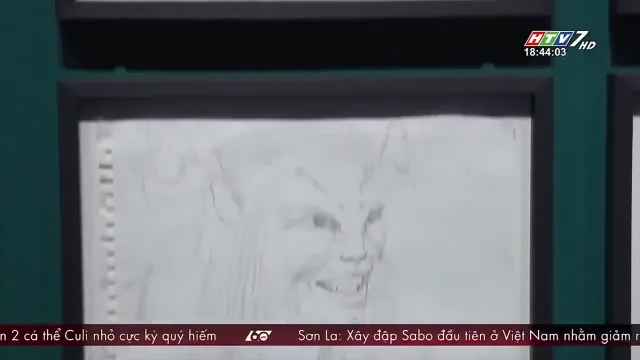 HTV7 HD
18:44:03
n 2 cá thể Culi nhỏ cực kỳ quý hiếm 60 Sơn La: Xây đập Sabo đầu tiên ở Việt Nam nhằm giảm r